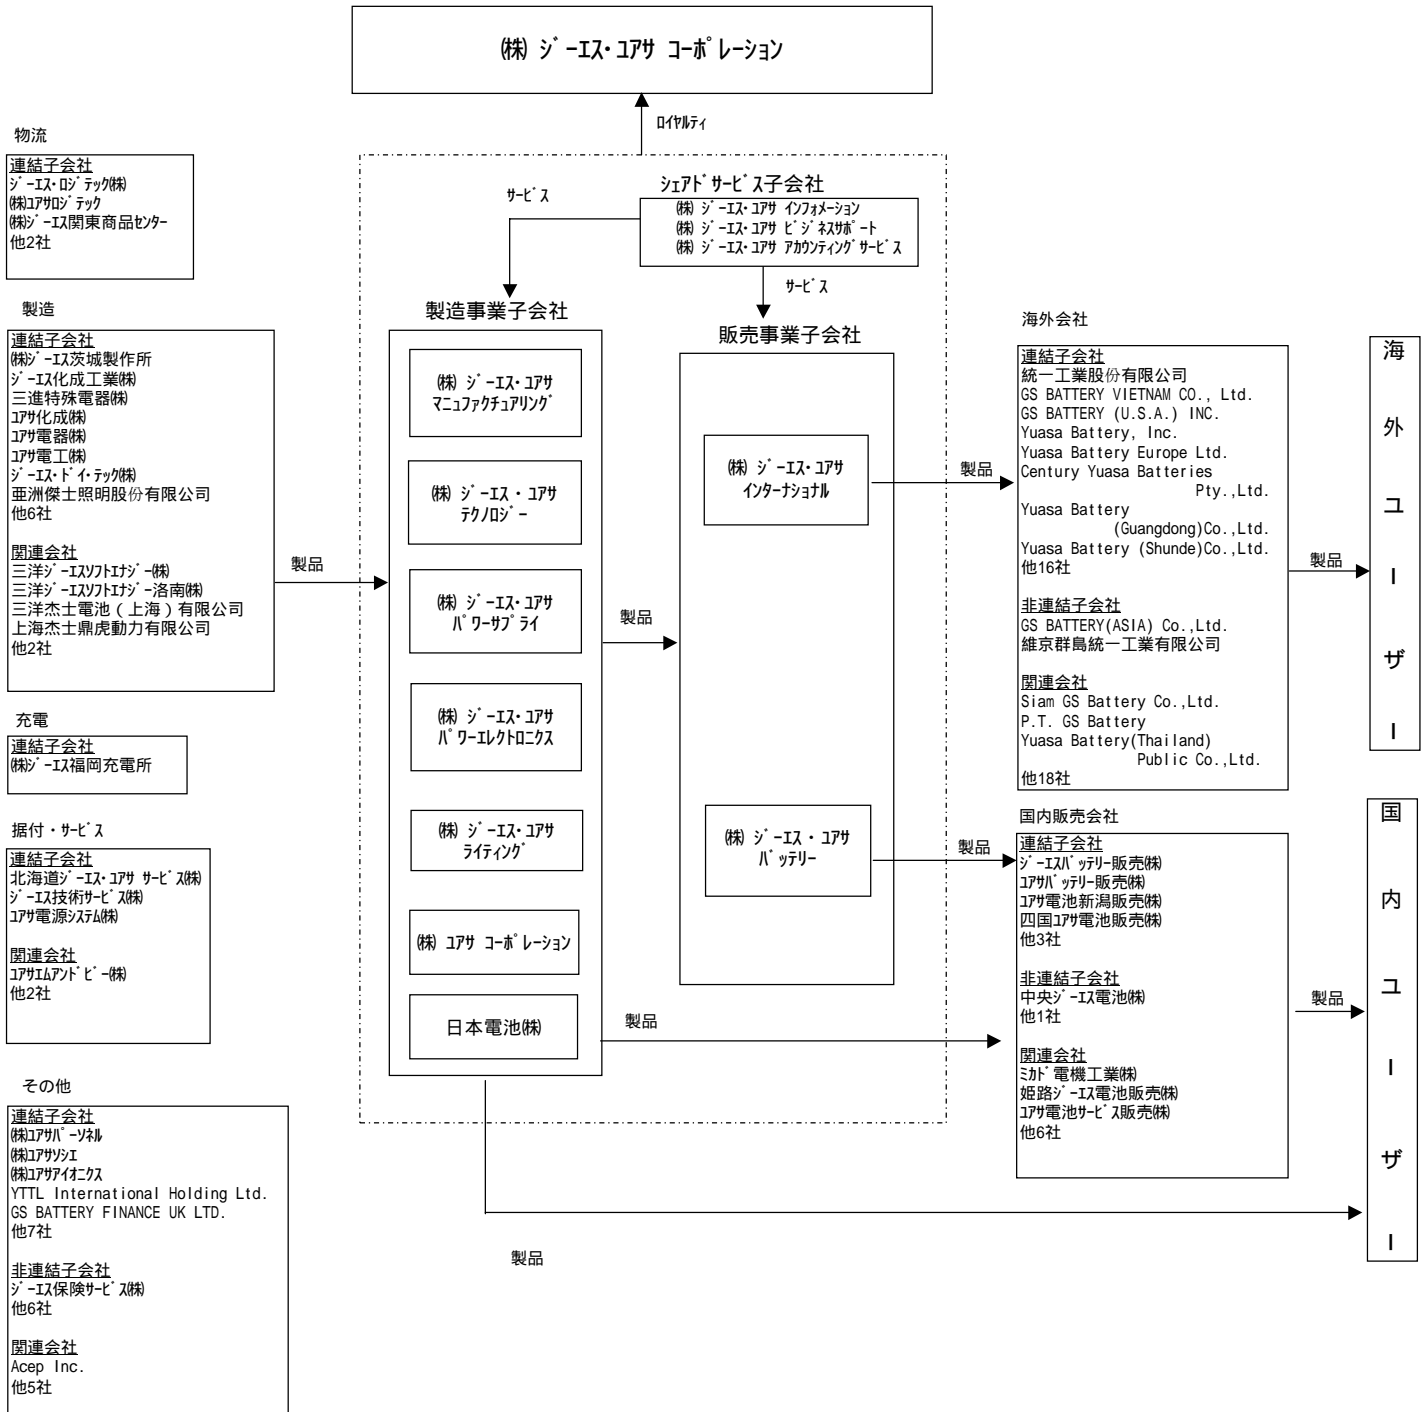 ㈱ ｼﾞｰｴｽ･ﾕｱｻ ｺｰﾎﾟﾚｰｼｮﾝ
ﾛｲﾔﾙﾃｨ
物流
連結子会社
ｼﾞｰｴｽ･ﾛｼﾞﾃｯｸ㈱
㈱ﾕｱｻﾛｼﾞﾃｯｸ
㈱ｼﾞｰｴｽ関東商品ｾﾝﾀｰ
他2社
製造
連結子会社
㈱ｼﾞｰｴｽ茨城製作所
ｼﾞｰｴｽ化成工業㈱
三進特殊電器㈱
ﾕｱｻ化成㈱
ﾕｱｻ電器㈱
ﾕｱｻ電工㈱
ｼﾞｰｴｽ･ﾄﾞｲ･ﾃｯｸ㈱
亜洲傑士照明股份有限公司
他6社
関連会社
三洋ｼﾞｰｴｽｿﾌﾄｴﾅｼﾞｰ㈱
三洋ｼﾞｰｴｽｿﾌﾄｴﾅｼﾞｰ洛南㈱
三洋杰士電池（上海）有限公司
上海杰士鼎虎動力有限公司
他2社
製品
充電
連結子会社
㈱ｼﾞｰｴｽ福岡充電所
据付・ｻｰﾋﾞｽ
連結子会社
北海道ｼﾞｰｴｽ･ﾕｱｻ ｻｰﾋﾞｽ㈱
ｼﾞｰｴｽ技術ｻｰﾋﾞｽ㈱
ﾕｱｻ電源ｼｽﾃﾑ㈱
関連会社
ﾕｱｻｴﾑｱﾝﾄﾞﾋﾞｰ㈱
他2社
その他
連結子会社
㈱ﾕｱｻﾊﾟｰｿﾈﾙ
㈱ﾕｱｻｿｼｴ
㈱ﾕｱｻｱｲｵﾆｸｽ
YTTL International Holding Ltd.
GS BATTERY FINANCE UK LTD.
他7社
非連結子会社
ｼﾞｰｴｽ保険ｻｰﾋﾞｽ㈱
他6社
関連会社
Acep Inc.
他5社
ｼｪｱﾄﾞｻｰﾋﾞｽ子会社
㈱ ｼﾞｰｴｽ･ﾕｱｻ ｲﾝﾌｫﾒｰｼｮﾝ
㈱ ｼﾞｰｴｽ･ﾕｱｻ ﾋﾞｼﾞﾈｽｻﾎﾟｰﾄ
㈱ ｼﾞｰｴｽ･ﾕｱｻ ｱｶｳﾝﾃｨﾝｸﾞｻｰﾋﾞｽ
ｻｰﾋﾞｽ
ｻｰﾋﾞｽ
製造事業子会社
㈱ ｼﾞｰｴｽ･ﾕｱｻ
ﾏﾆｭﾌｧｸﾁｭｱﾘﾝｸﾞ
㈱ ｼﾞｰｴｽ・ﾕｱｻ
ﾃｸﾉﾛｼﾞｰ
㈱ ｼﾞｰｴｽ･ﾕｱｻ
ﾊﾟﾜｰｻﾌﾟﾗｲ
㈱ ｼﾞｰｴｽ･ﾕｱｻ
ﾊﾟﾜｰｴﾚｸﾄﾛﾆｸｽ
㈱ ｼﾞｰｴｽ･ﾕｱｻ
ﾗｲﾃｨﾝｸﾞ
㈱ ﾕｱｻ ｺｰﾎﾟﾚｰｼｮﾝ
日本電池㈱
製品
製品
製品
販売事業子会社
㈱ ｼﾞｰｴｽ･ﾕｱｻ
ｲﾝﾀｰﾅｼｮﾅﾙ
㈱ ｼﾞｰｴｽ・ﾕｱｻ
ﾊﾞｯﾃﾘｰ
製品
製品
海外会社
連結子会社
統一工業股份有限公司
GS BATTERY VIETNAM CO., Ltd.
GS BATTERY (U.S.A.) INC.
Yuasa Battery, Inc.
Yuasa Battery Europe Ltd.
Century Yuasa Batteries
Pty.,Ltd.
Yuasa Battery
(Guangdong)Co.,Ltd.
Yuasa Battery (Shunde)Co.,Ltd.
他16社
非連結子会社
GS BATTERY(ASIA) Co.,Ltd.
維京群島統一工業有限公司
関連会社
Siam GS Battery Co.,Ltd.
P.T. GS Battery
Yuasa Battery(Thailand)
Public Co.,Ltd.
他18社
製品
国内販売会社
連結子会社
ｼﾞｰｴｽﾊﾞｯﾃﾘｰ販売㈱
ﾕｱｻﾊﾞｯﾃﾘｰ販売㈱
ﾕｱｻ電池新潟販売㈱
四国ﾕｱｻ電池販売㈱
他3社
非連結子会社
中央ｼﾞｰｴｽ電池㈱
他1社
関連会社
ﾐｶﾄﾞ電機工業㈱
姫路ｼﾞｰｴｽ電池販売㈱
ﾕｱｻ電池ｻｰﾋﾞｽ販売㈱
他6社
製品
海外ユーザー
国内ユーザー